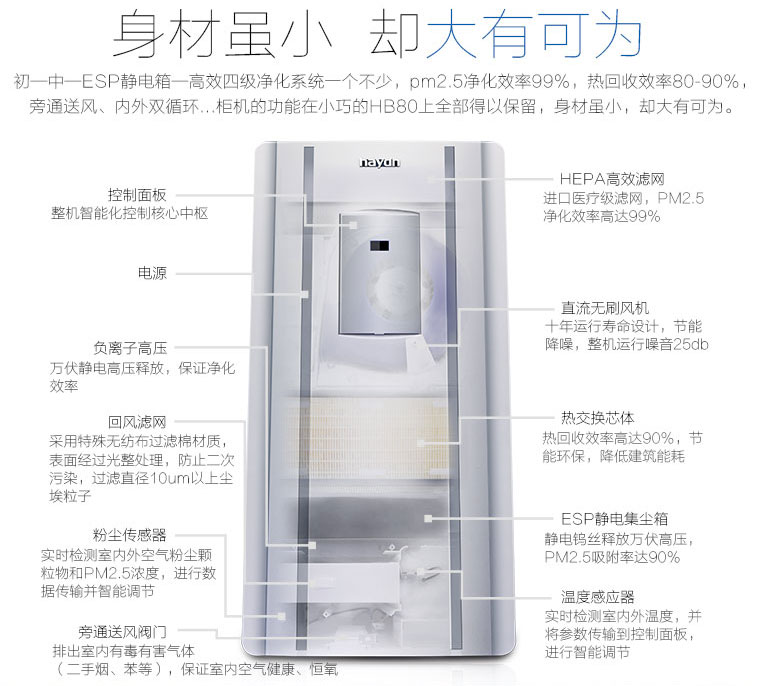 身材虽小 却大有可为
初一中一ESP静电箱一高效四级净化系统一个不少，pm2.5净化效率99%，热回收效率80-90%，
旁通送风、内外双循环...柜机的功能在小巧的HB80上全部得以保留，身材虽小，却大有可为。
nayun
控制面板
整机智能化控制核心中枢
电源
负离子高压
万伏静电高压释放，保证净化
效率
回风滤网
采用特殊无纺布过滤棉材质，
表面经过光整处理，防止二次
污染，过滤直径10um以上尘
埃粒子
粉尘传感器
实时检测室内外空气粉尘颗
粒物和PM2.5浓度，进行数
据传输并智能调节
旁通送风阀门
排出室内有毒有害气体
（二手烟、苯等），保证室内空气健康、恒氧
HEPA高效滤网
进口医疗级滤网，PM2.5
净化效率高达99%
直流无刷风机
十年运行寿命设计，节能
降噪，整机运行噪音25db
热交换芯体
热回收效率高达90%，节
能环保，降低建筑能耗
ESP静电集尘箱
静电钨丝释放万伏高压，
PM2.5吸附率达90%
温度感应器
实时检测室内外温度，并
将参数传输到控制面板，
进行智能调节